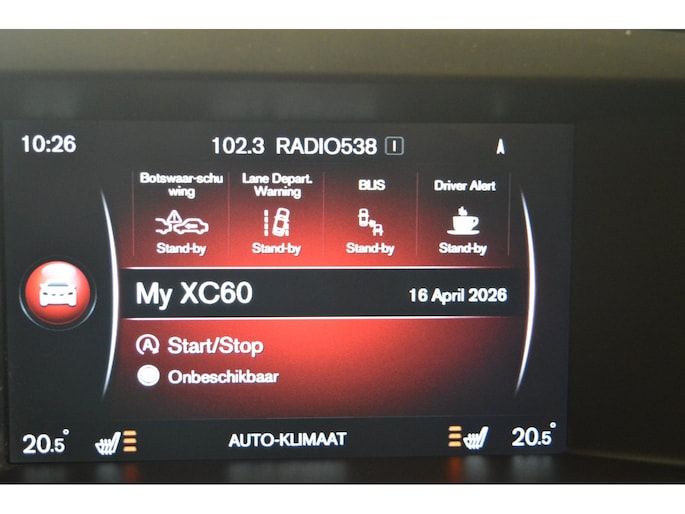 10:26 102.3 RADIO538 I
Botswaar-schu
wing
Lane Depart.
Warning
BLIS
Driver Alert
Stand-by Stand-by Stand-by Stand-by
My XC60 16 April 2026
A Start/Stop
Onbeschikbaar
20.5° AUTO-KLIMAAT 20.5°